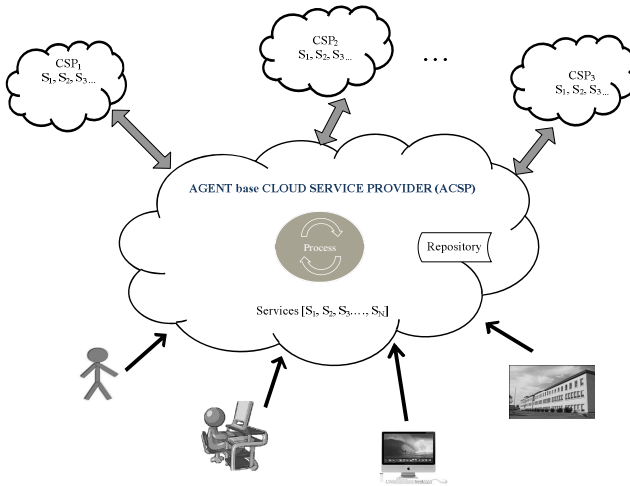 CSP₁
S₁, S₂, S₃...
CSP₂
S₁, S₂, S₃...
...
CSP₃
S₁, S₂, S₃...
AGENT base CLOUD SERVICE PROVIDER (ACSP)
Process
Repository
Services [S₁, S₂, S₃...., S_N]